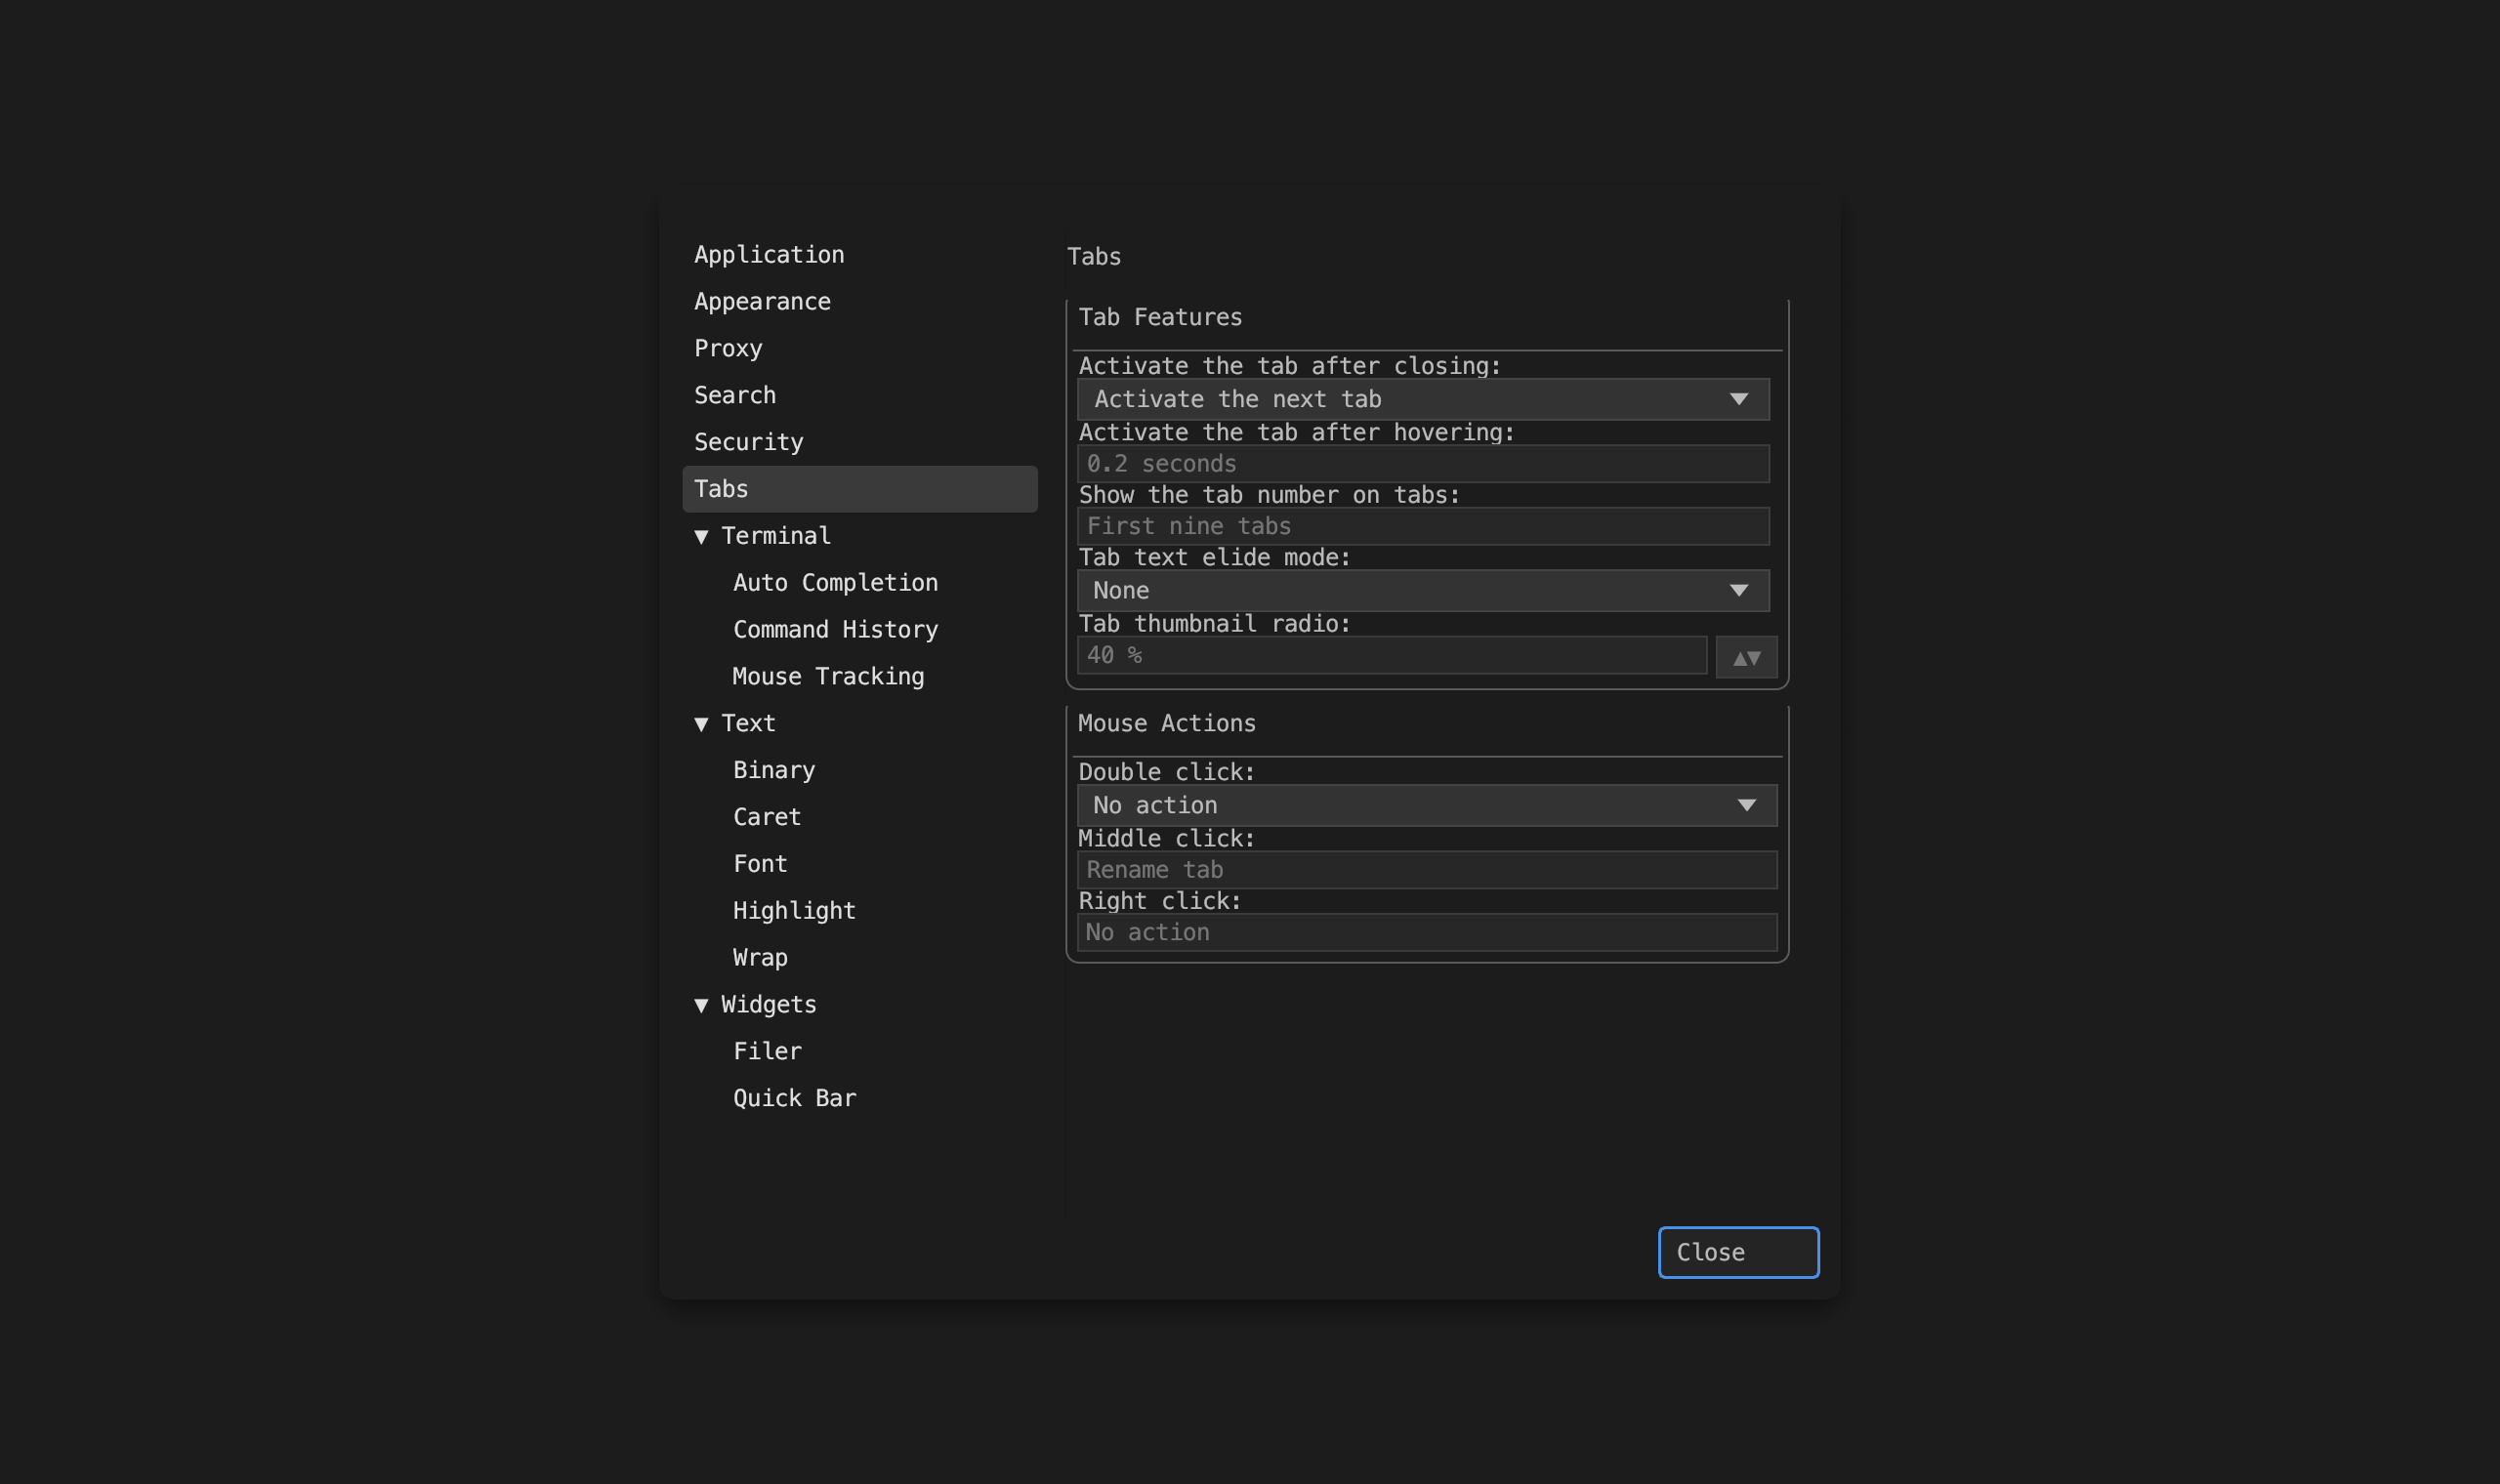 Application
Appearance
Proxy
Search
Security
Tabs
▼ Terminal
Auto Completion
Command History
Mouse Tracking
▼ Text
Binary
Caret
Font
Highlight
Wrap
▼ Widgets
Filer
Quick Bar
Tabs
Tab Features
Activate the tab after closing:
Activate the next tab
Activate the tab after hovering:
0.2 seconds
Show the tab number on tabs:
First nine tabs
Tab text elide mode:
None
Tab thumbnail radio:
40 %
Mouse Actions
Double click:
No action
Middle click:
Rename tab
Right click:
No action
Close